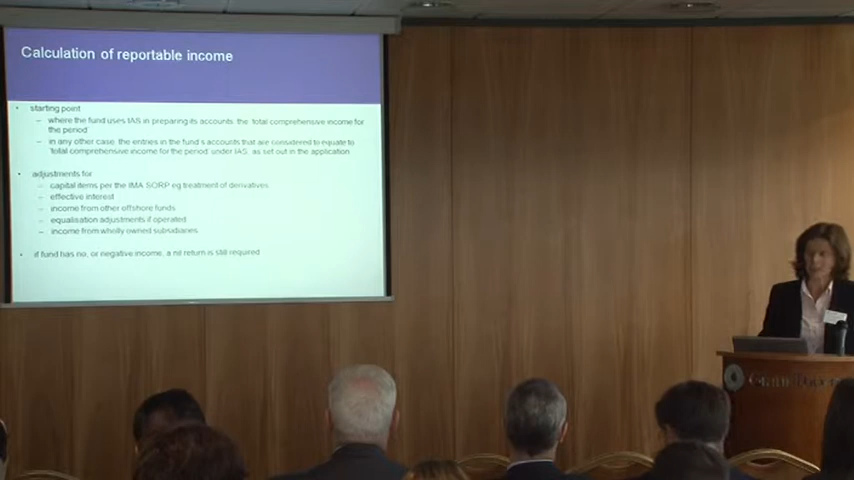 Calculation of reportable income
• starting point
– where the fund uses IAS in preparing its accounts, the 'total comprehensive income for
the period'
– in any other case, the entries in the fund's accounts that are considered to equate to
'total comprehensive income for the period' under IAS, as set out in the application
• adjustments for
– capital items per the IMA SORP eg treatment of derivatives
– effective interest
– income from other offshore funds
– equalisation adjustments if operated
– income from wholly owned subsidiaries
• if fund has no, or negative income, a nil return is still required
Grant Thornton